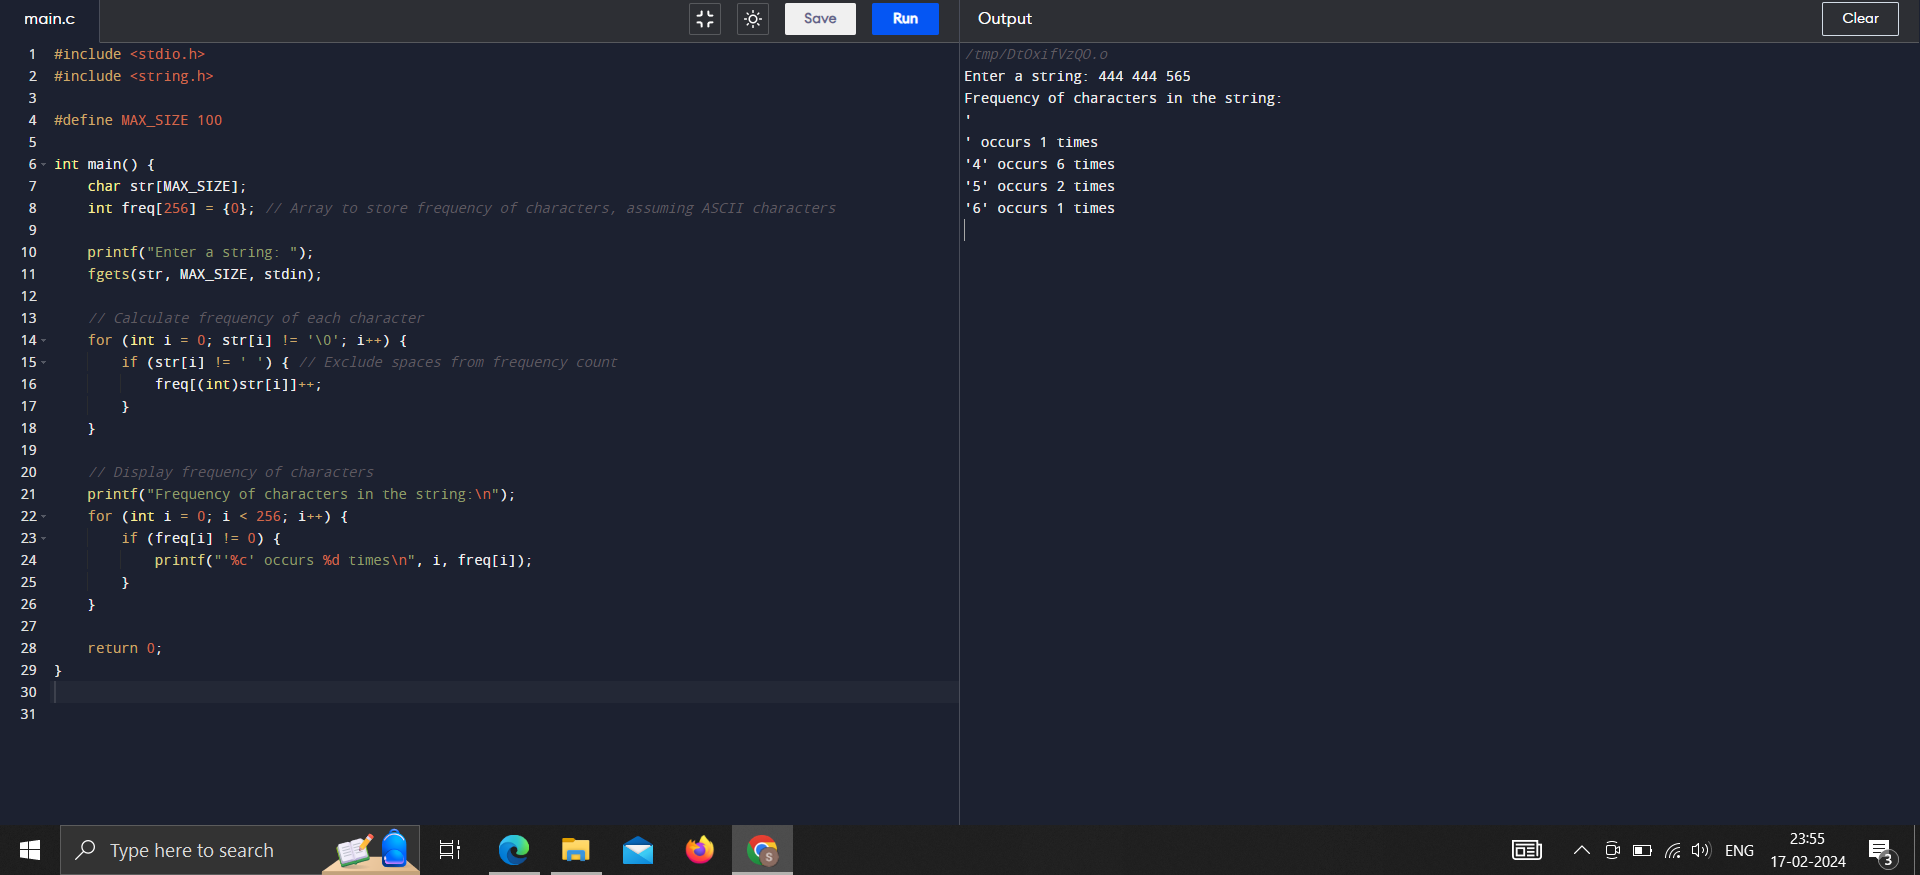 main.c
Save
Run
Output
Clear
1 #include <stdio.h>
2 #include <string.h>
3
4 #define MAX_SIZE 100
5
6 int main() {
7     char str[MAX_SIZE];
8     int freq[256] = {0}; // Array to store frequency of characters, assuming ASCII characters
9
10     printf("Enter a string: ");
11     fgets(str, MAX_SIZE, stdin);
12
13     // Calculate frequency of each character
14     for (int i = 0; str[i] != '\0'; i++) {
15         if (str[i] != ' ') { // Exclude spaces from frequency count
16             freq[(int)str[i]]++;
17         }
18     }
19
20     // Display frequency of characters
21     printf("Frequency of characters in the string:\n");
22     for (int i = 0; i < 256; i++) {
23         if (freq[i] != 0) {
24             printf("'%c' occurs %d times\n", i, freq[i]);
25         }
26     }
27
28     return 0;
29 }
30
31
/tmp/DtOxifVzQO.o
Enter a string: 444 444 565
Frequency of characters in the string:
'
' occurs 1 times
'4' occurs 6 times
'5' occurs 2 times
'6' occurs 1 times
Type here to search
S
ENG
23:55
17-02-2024
3